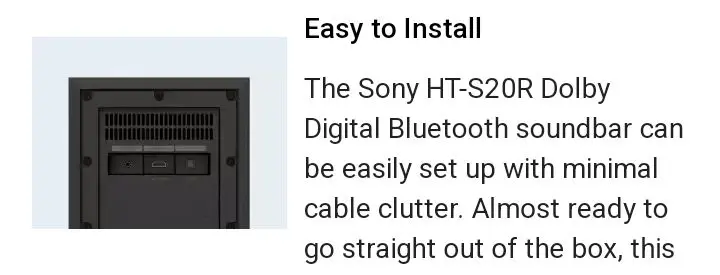 Easy to Install
The Sony HT-S20R Dolby
Digital Bluetooth soundbar can
be easily set up with minimal
cable clutter. Almost ready to
go straight out of the box, this